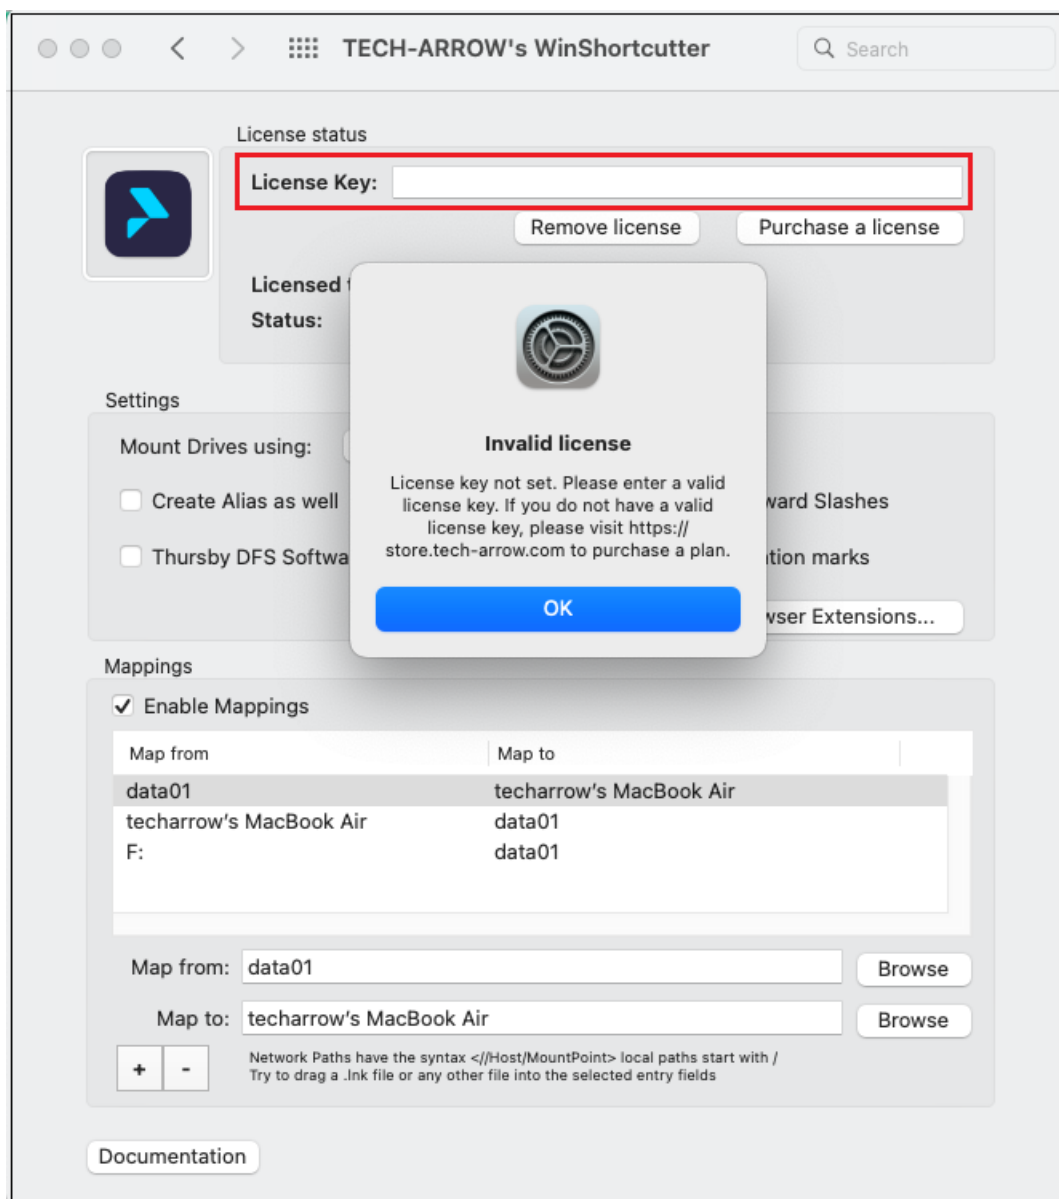 TECH-ARROW's WinShortcutter
Search
License status
License Key:
Remove license
Purchase a license
Licensed
Status:
Invalid license
License key not set. Please enter a valid
license key. If you do not have a valid
license key, please visit https://
store.tech-arrow.com to purchase a plan.
OK
Settings
Mount Drives using:
Create Alias as well
ward Slashes
Thursby DFS Softwa
tion marks
wser Extensions...
Mappings
Enable Mappings
Map from
Map to
data01
techarrow's MacBook Air
techarrow's MacBook Air
data01
F:
data01
Map from:
data01
Browse
Map to:
techarrow's MacBook Air
Browse
+
-
Network Paths have the syntax <//Host/MountPoint> local paths start with /
Try to drag a .lnk file or any other file into the selected entry fields
Documentation